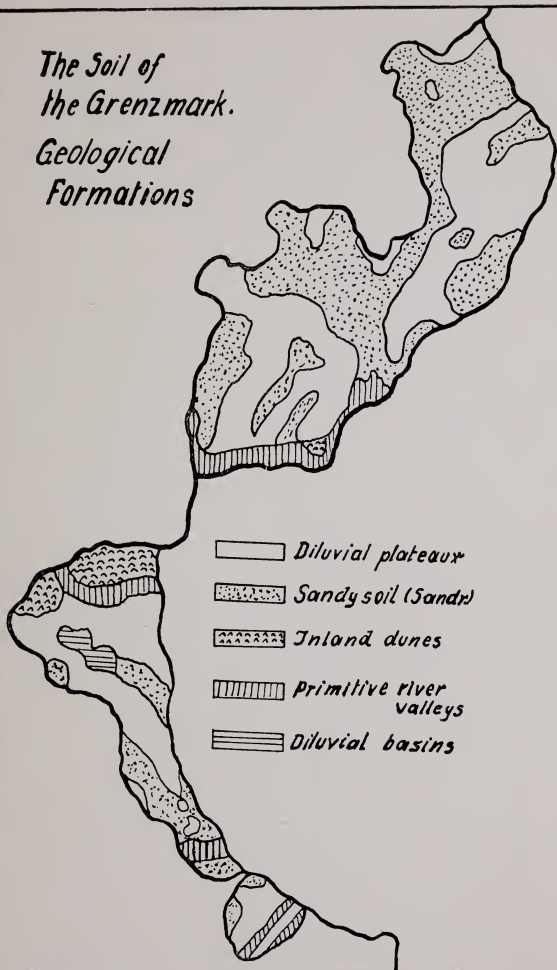 The Soil of
the Grenzmark.
Geological
Formations
Diluvial plateaux
Sandy soil (Sandr)
Inland dunes
Primitive river
valleys
Diluvial basins